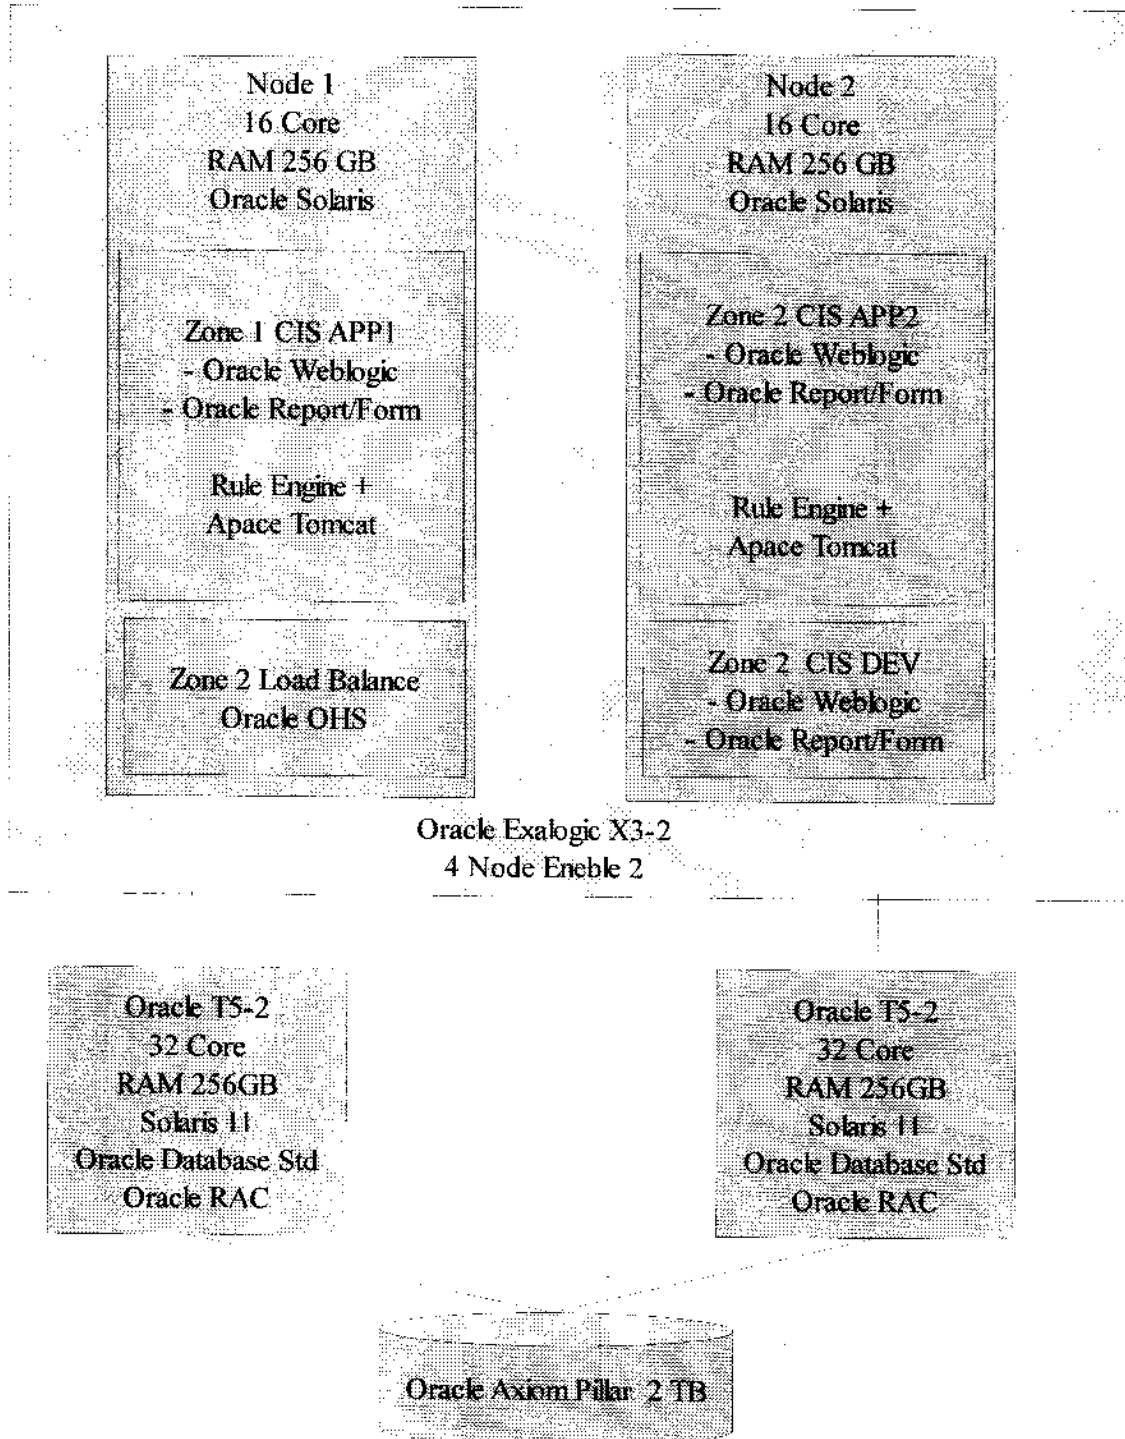 Node 1
16 Core
RAM 256 GB
Oracle Solaris
Zone 1 CIS APP1
- Oracle Weblogic
- Oracle Report/Form
Rule Engine +
Apace Tomcat
Zone 2 Load Balance
Oracle OHS
Node 2
16 Core
RAM 256 GB
Oracle Solaris
Zone 2 CIS APP2
- Oracle Weblogic
- Oracle Report/Form
Rule Engine +
Apace Tomcat
Zone 2 CIS DEV
- Oracle Weblogic
- Oracle Report/Form
Oracle Exalogic X3-2
4 Node Eneble 2
Oracle T5-2
32 Core
RAM 256GB
Solaris 11
Oracle Database Std
Oracle RAC
Oracle T5-2
32 Core
RAM 256GB
Solaris 11
Oracle Database Std
Oracle RAC
Oracle Axiom Pillar 2 TB